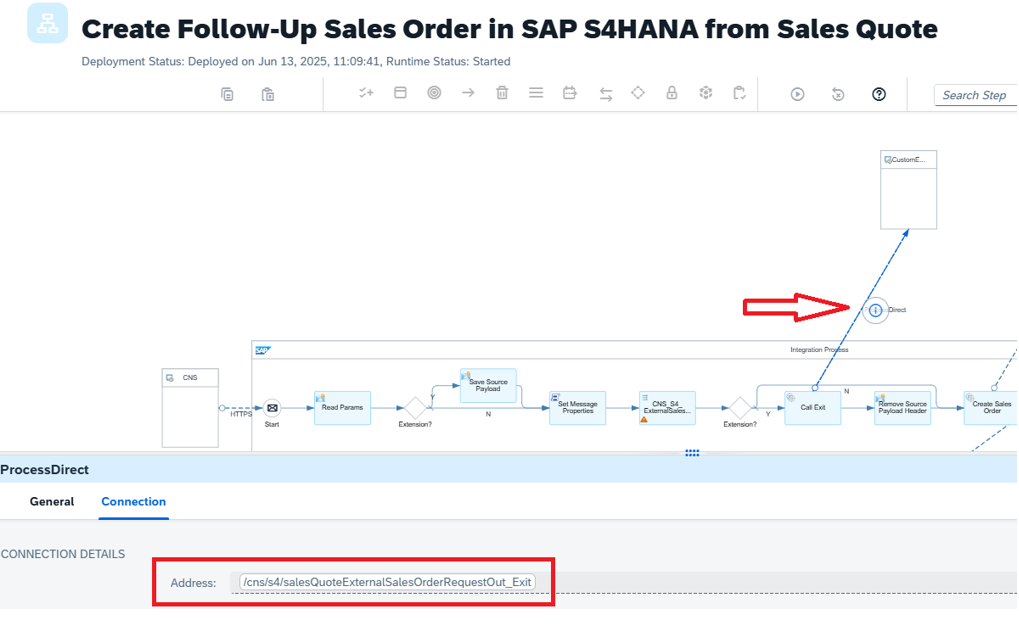 Create Follow-Up Sales Order in SAP S4HANA from Sales Quote
Deployment Status: Deployed on Jun 13, 2025, 11:09:41, Runtime Status: Started
Search Step
CustomE...
Direct
SAP
Integration Process
CNS
HTTPS
Start
Read Params
Extension?
Y
Save Source
Payload
N
Set Message
Properties
CNS_S4_
ExternalSales...
Extension?
Y
N
Call Exit
Remove Source
Payload Header
Create Sales
Order
ProcessDirect
General
Connection
CONNECTION DETAILS
Address:
/cns/s4/salesQuoteExternalSalesOrderRequestOut_Exit